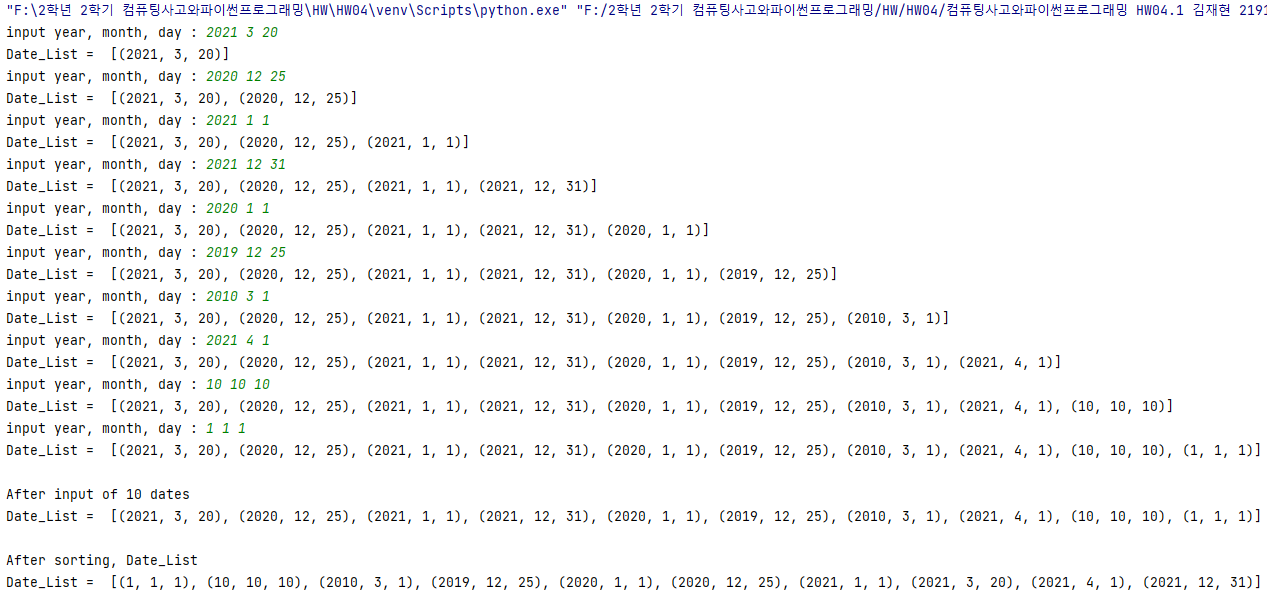 "F:\2학년 2학기 컴퓨팅사고와파이썬프로그래밍\HW\HW04\venv\Scripts\python.exe" "F:/2학년 2학기 컴퓨팅사고와파이썬프로그래밍/HW/HW04/컴퓨팅사고와파이썬프로그래밍 HW04.1 김재현 2191
input year, month, day : 2021 3 20
Date_List =  [(2021, 3, 20)]
input year, month, day : 2020 12 25
Date_List =  [(2021, 3, 20), (2020, 12, 25)]
input year, month, day : 2021 1 1
Date_List =  [(2021, 3, 20), (2020, 12, 25), (2021, 1, 1)]
input year, month, day : 2021 12 31
Date_List =  [(2021, 3, 20), (2020, 12, 25), (2021, 1, 1), (2021, 12, 31)]
input year, month, day : 2020 1 1
Date_List =  [(2021, 3, 20), (2020, 12, 25), (2021, 1, 1), (2021, 12, 31), (2020, 1, 1)]
input year, month, day : 2019 12 25
Date_List =  [(2021, 3, 20), (2020, 12, 25), (2021, 1, 1), (2021, 12, 31), (2020, 1, 1), (2019, 12, 25)]
input year, month, day : 2010 3 1
Date_List =  [(2021, 3, 20), (2020, 12, 25), (2021, 1, 1), (2021, 12, 31), (2020, 1, 1), (2019, 12, 25), (2010, 3, 1)]
input year, month, day : 2021 4 1
Date_List =  [(2021, 3, 20), (2020, 12, 25), (2021, 1, 1), (2021, 12, 31), (2020, 1, 1), (2019, 12, 25), (2010, 3, 1), (2021, 4, 1)]
input year, month, day : 10 10 10
Date_List =  [(2021, 3, 20), (2020, 12, 25), (2021, 1, 1), (2021, 12, 31), (2020, 1, 1), (2019, 12, 25), (2010, 3, 1), (2021, 4, 1), (10, 10, 10)]
input year, month, day : 1 1 1
Date_List =  [(2021, 3, 20), (2020, 12, 25), (2021, 1, 1), (2021, 12, 31), (2020, 1, 1), (2019, 12, 25), (2010, 3, 1), (2021, 4, 1), (10, 10, 10), (1, 1, 1)]
After input of 10 dates
Date_List =  [(2021, 3, 20), (2020, 12, 25), (2021, 1, 1), (2021, 12, 31), (2020, 1, 1), (2019, 12, 25), (2010, 3, 1), (2021, 4, 1), (10, 10, 10), (1, 1, 1)]
After sorting, Date_List
Date_List =  [(1, 1, 1), (10, 10, 10), (2010, 3, 1), (2019, 12, 25), (2020, 1, 1), (2020, 12, 25), (2021, 1, 1), (2021, 3, 20), (2021, 4, 1), (2021, 12, 31)]